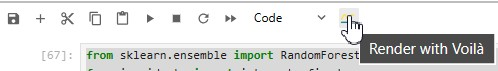 Code
[67]: from sklearn.ensemble import RandomForest
Render with Voilà